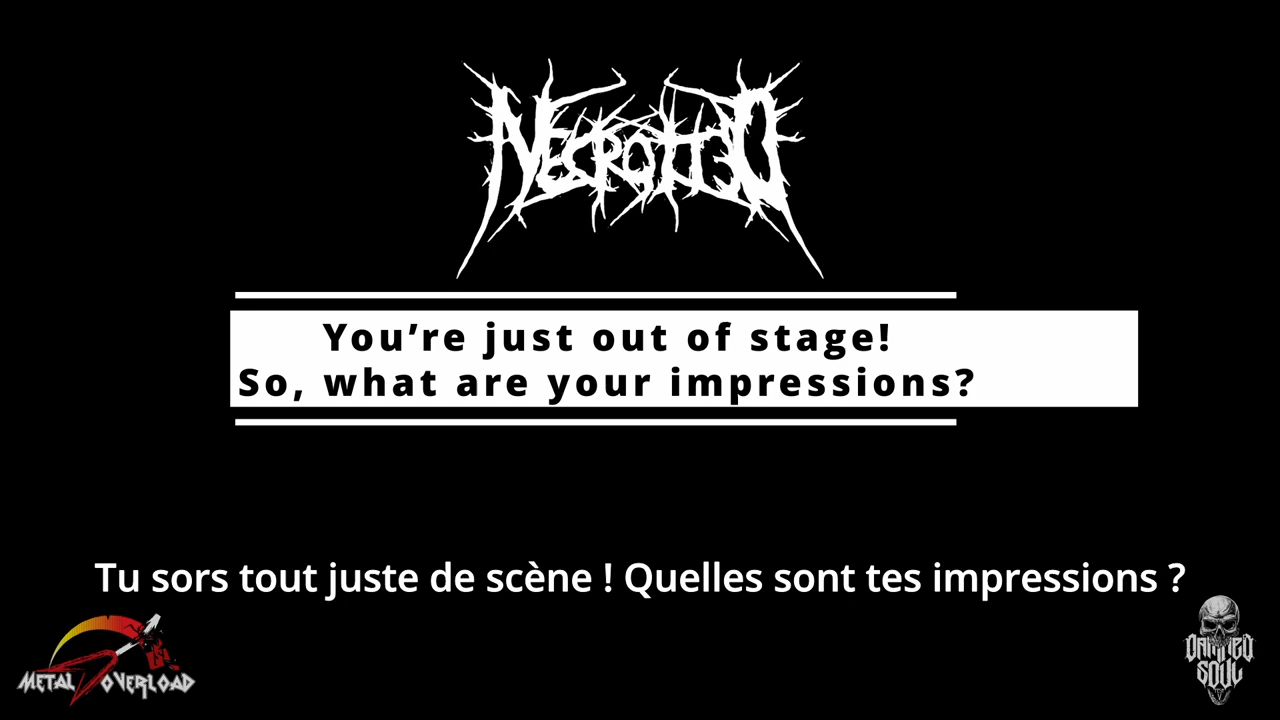 NECROTTED
You’re just out of stage!
So, what are your impressions?
Tu sors tout juste de scène ! Quelles sont tes impressions ?
METAL OVERLOAD
DAMNED
SOUL